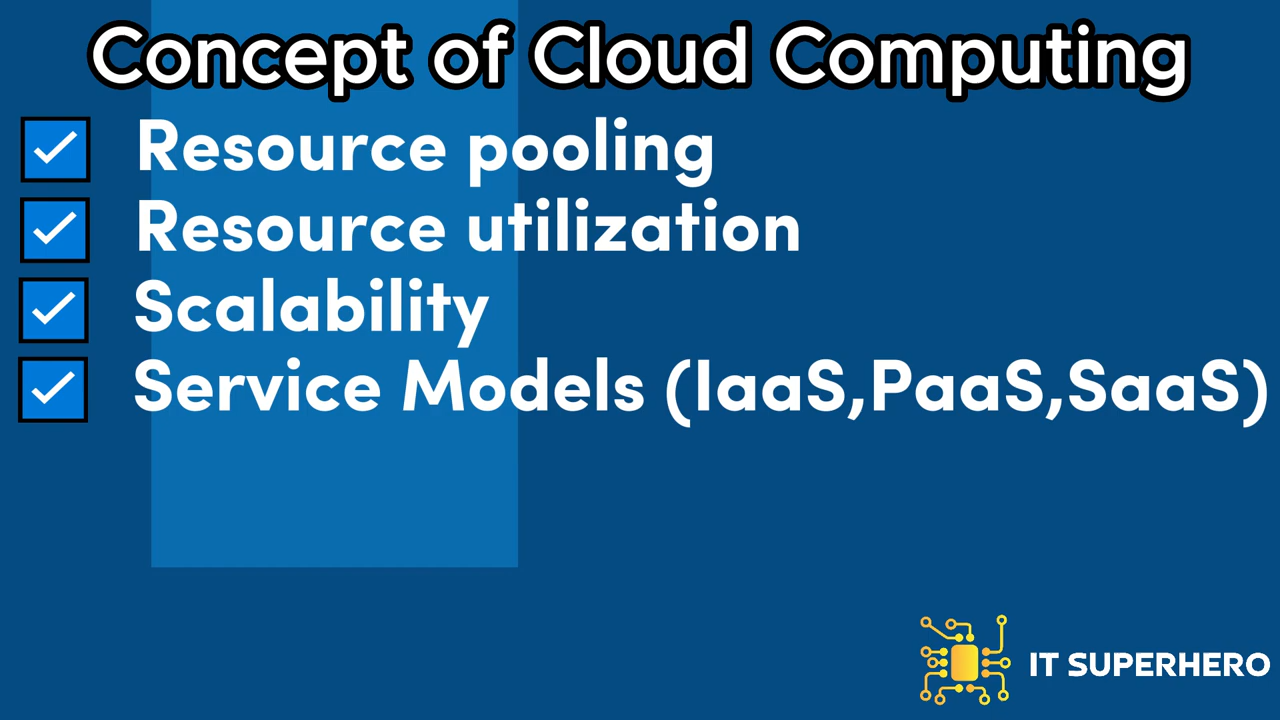 Concept of Cloud Computing
Resource pooling
Resource utilization
Scalability
Service Models (IaaS,PaaS,SaaS)
IT SUPERHERO